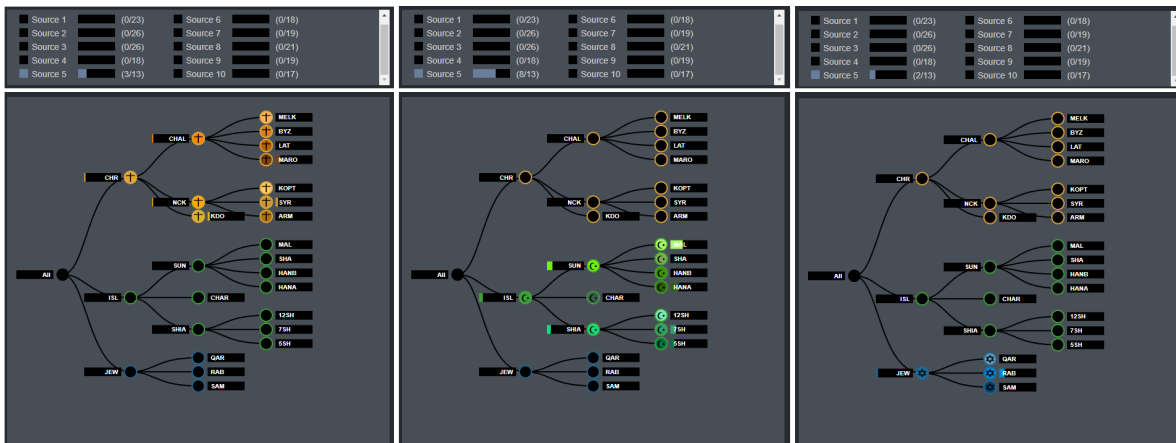 Source 1 (0/23) Source 6 (0/18)
Source 2 (0/26) Source 7 (0/19)
Source 3 (0/26) Source 8 (0/21)
Source 4 (0/18) Source 9 (0/19)
Source 5 (3/13) Source 10 (0/17)
MELK
BYZ
CHAL
LAT
MARO
CHR
KOPT
NCK SYR
KDO ARM
MAL
SHA
SUN
HANB
All
HANA
ISL CHAR
12SH
SHIA 7SH
5SH
QAR
JEW RAB
SAM
Source 1 (0/23) Source 6 (0/18)
Source 2 (0/26) Source 7 (0/19)
Source 3 (0/26) Source 8 (0/21)
Source 4 (0/18) Source 9 (0/19)
Source 5 (8/13) Source 10 (0/17)
MELK
BYZ
CHAL
LAT
MARO
CHR
KOPT
NCK SYR
KDO ARM
MAL
SHA
SUN
HANB
All
HANA
ISL CHAR
12SH
SHIA 7SH
5SH
QAR
JEW RAB
SAM
Source 1 (0/23) Source 6 (0/18)
Source 2 (0/26) Source 7 (0/19)
Source 3 (0/26) Source 8 (0/21)
Source 4 (0/18) Source 9 (0/19)
Source 5 (2/13) Source 10 (0/17)
MELK
BYZ
CHAL
LAT
MARO
CHR
KOPT
NCK SYR
KDO ARM
MAL
SHA
SUN
HANB
All
HANA
ISL CHAR
12SH
SHIA 7SH
5SH
QAR
JEW RAB
SAM